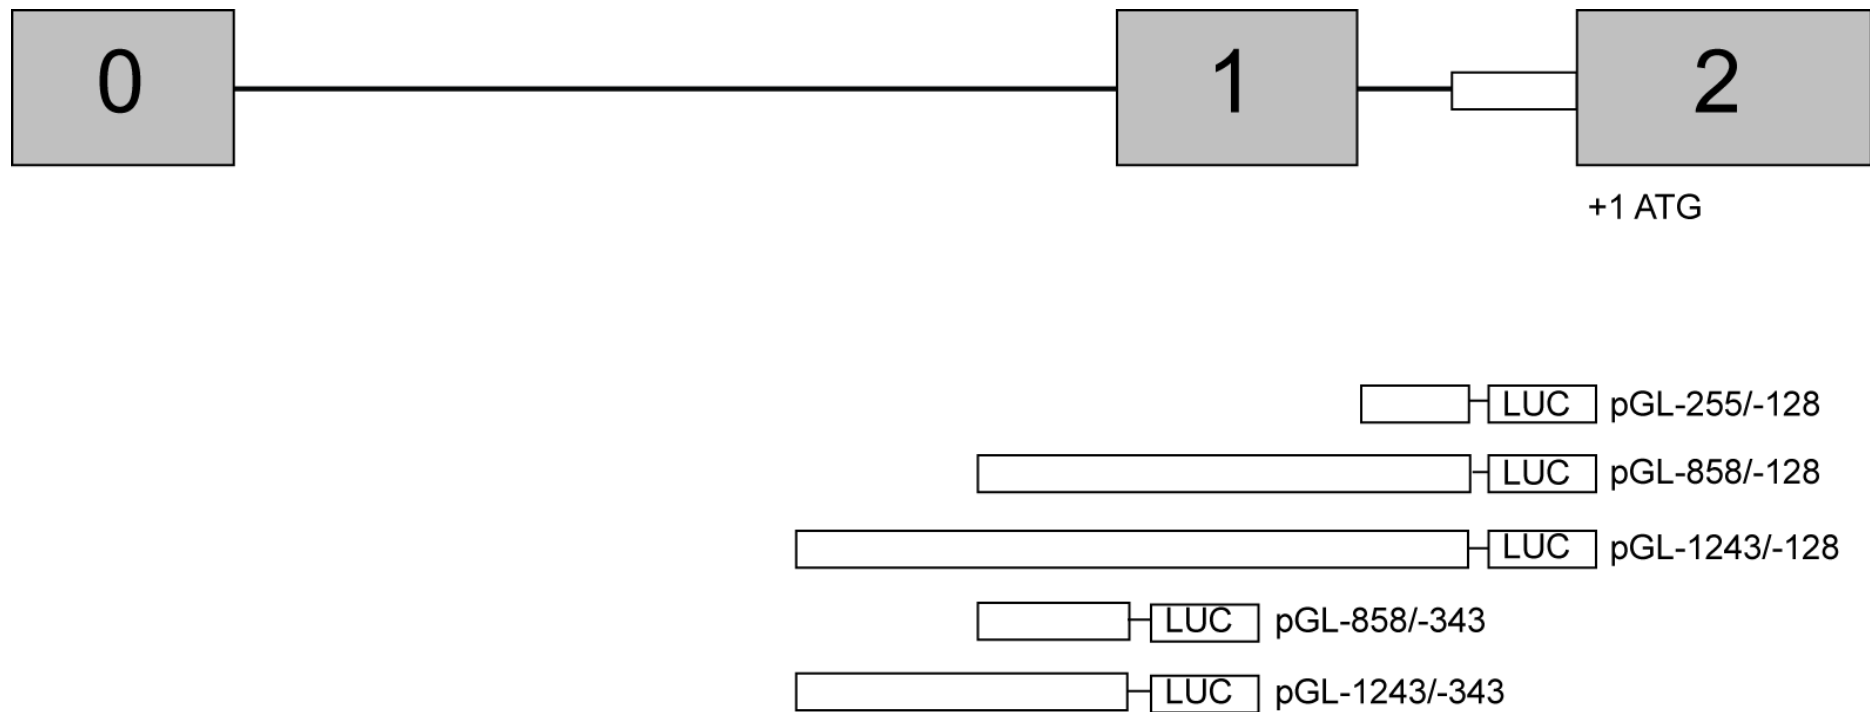 0 1 2
+1 ATG
LUC pGL-255/-128
LUC pGL-858/-128
LUC pGL-1243/-128
LUC pGL-858/-343
LUC pGL-1243/-343